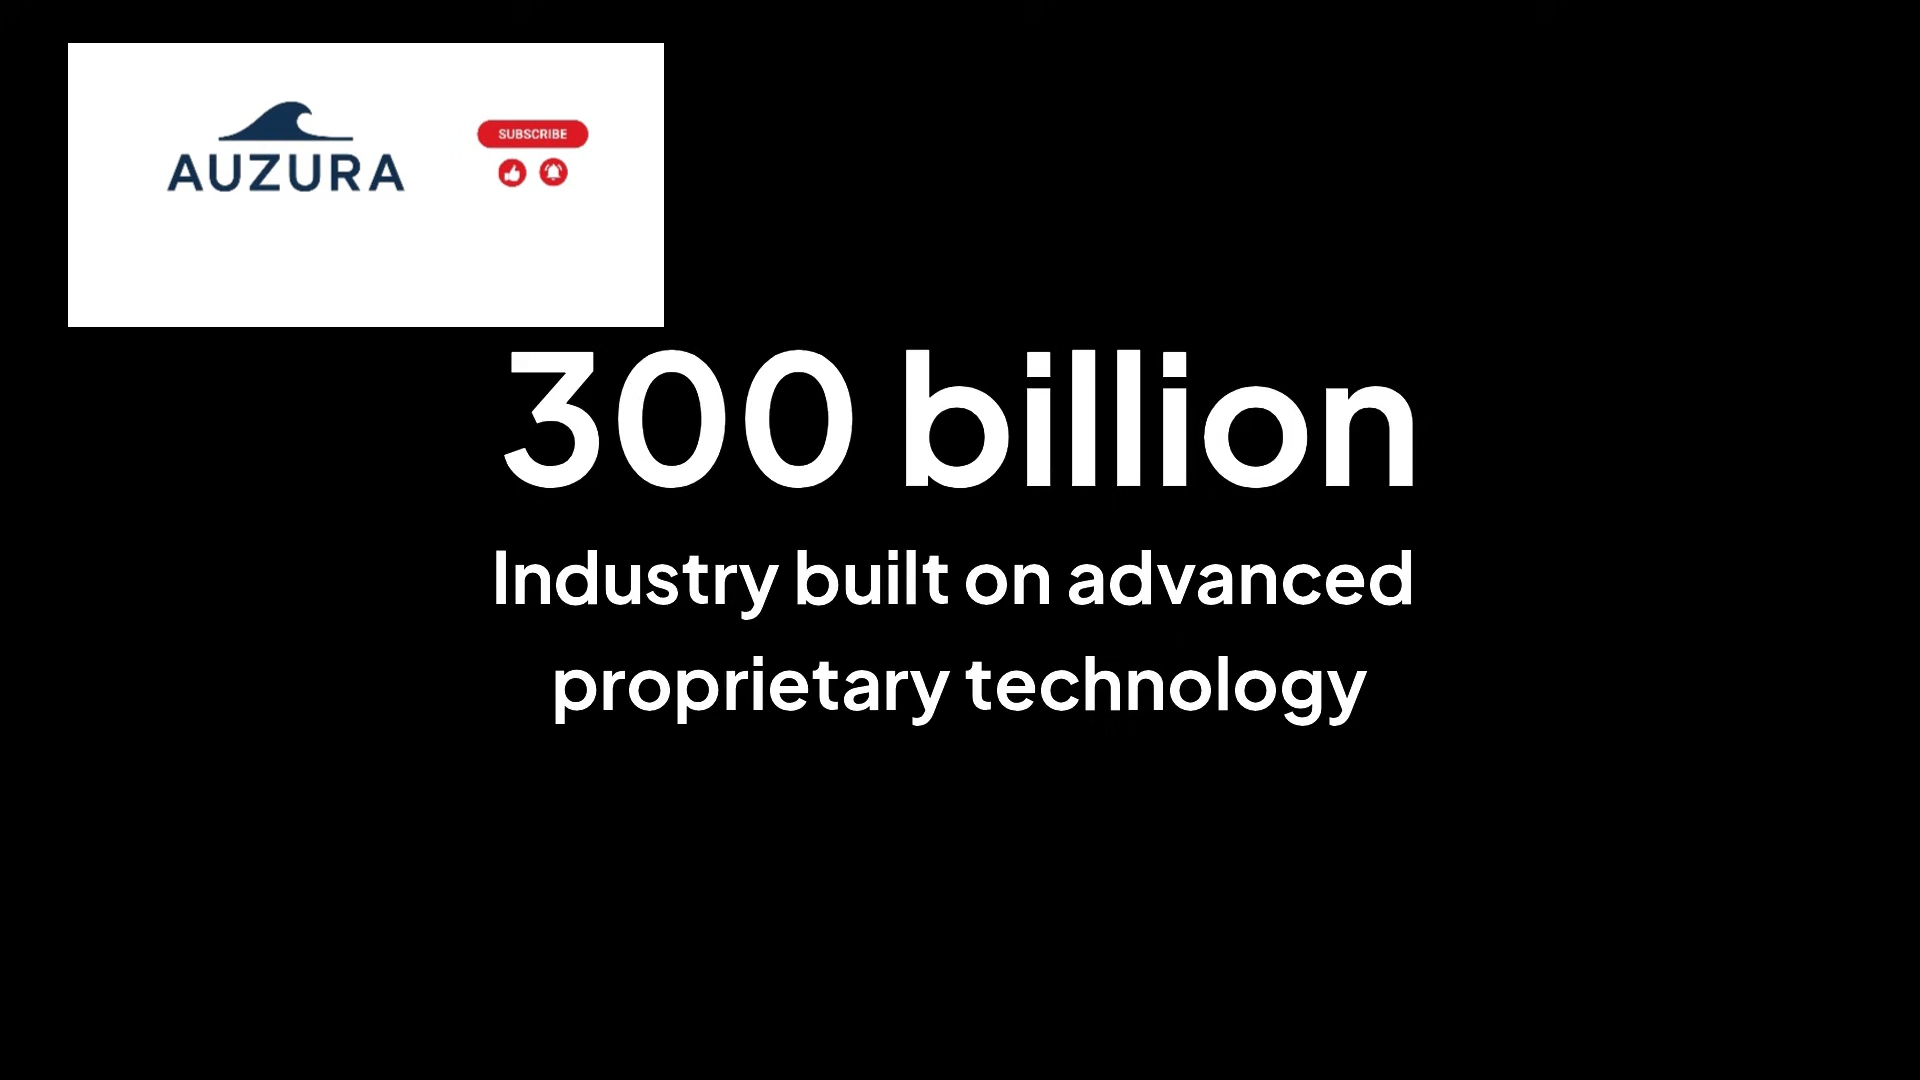 AUZURA
SUBSCRIBE
300 billion
Industry built on advanced
proprietary technology